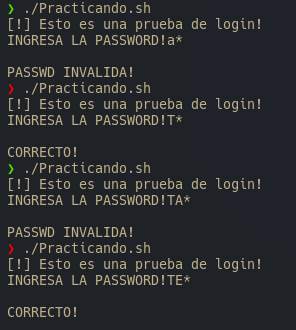 ❯ ./Practicando.sh
[!] Esto es una prueba de login!
INGRESA LA PASSWORD!a*

PASSWD INVALIDA!
❯ ./Practicando.sh
[!] Esto es una prueba de login!
INGRESA LA PASSWORD!T*

CORRECTO!
❯ ./Practicando.sh
[!] Esto es una prueba de login!
INGRESA LA PASSWORD!TA*

PASSWD INVALIDA!
❯ ./Practicando.sh
[!] Esto es una prueba de login!
INGRESA LA PASSWORD!TE*

CORRECTO!